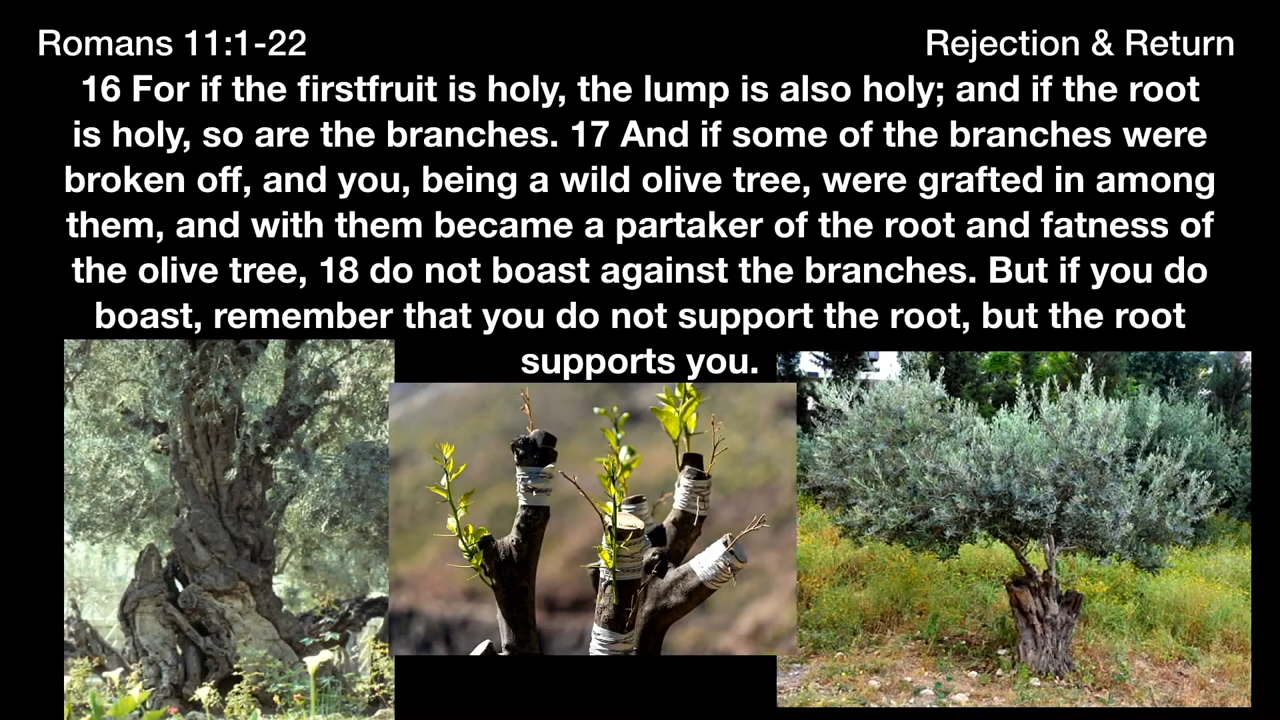 Romans 11:1-22
Rejection & Return
16 For if the firstfruit is holy, the lump is also holy; and if the root
is holy, so are the branches. 17 And if some of the branches were
broken off, and you, being a wild olive tree, were grafted in among
them, and with them became a partaker of the root and fatness of
the olive tree, 18 do not boast against the branches. But if you do
boast, remember that you do not support the root, but the root
supports you.